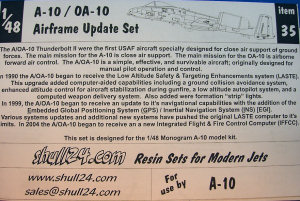 1/48
A-10 / OA-10
Airframe Update Set
item
35
The A/OA-10 Thunderbolt II were the first USAF aircraft specially designed for close air support of ground
forces. The main mission for the A-10 is close air support. The main mission for the OA-10 is airborne
forward air control. The A/OA-10 is a simple, effective, and survivable aircraft; originally designed for
manual pilot operation and control.
In 1990 the A/OA-10 began to receive the Low Altitude Safety & Targeting Enhancements (LASTE).
This upgrade added computer-aided capabilities including a ground collision avoidance system,
enhanced attitude control for aircraft stabilization during gunfire, a low altitude autopilot system, and a
computed weapon delivery system. Also added were formation "strip" lights.
In 1999, the A/OA-10 began to receive an update to its navigational capabilities with the addition of the
Embedded Global Positioning System (GPS) / Inertial Navigation System (INS) [EGI].
Various systems updates and additional new systems have pushed the original LASTE computer to it's
limits. In 2004 the A/OA-10 began to receive an a new Integrated Flight & Fire Control Computer (IFFCC).
This set is designed for the 1/48 Monogram A-10 model kit.
shull24.com
Resin Sets for Modern Jets
www.shull24.com
sales@shull24.com
For
use by
A-10